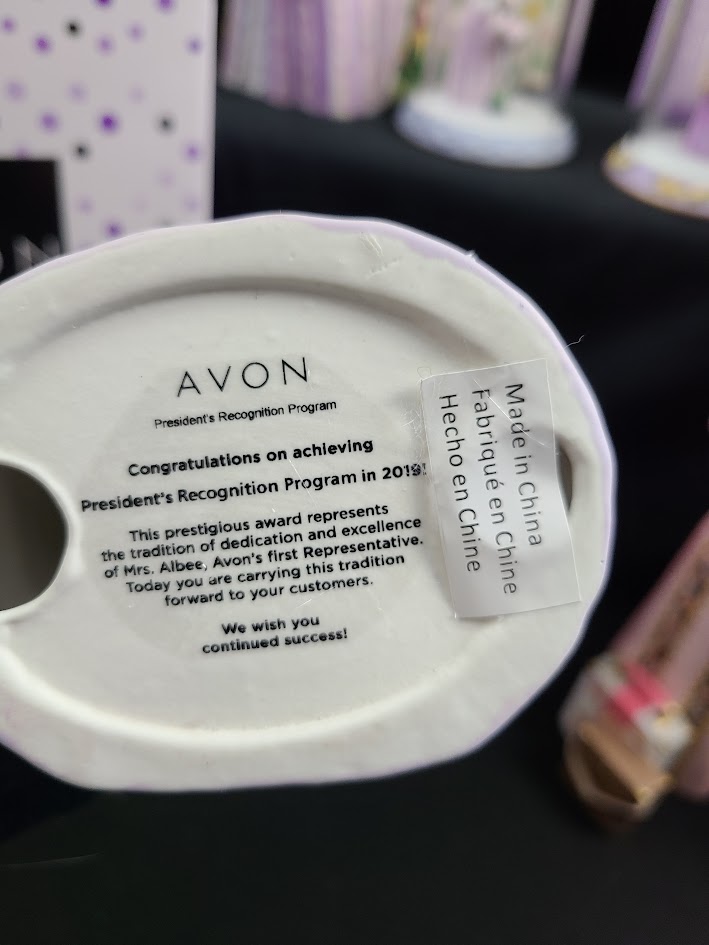 AVON
President's Recognition Program
Congratulations on achieving
President's Recognition Program in 2019!
This prestigious award represents
the tradition of dedication and excellence
of Mrs. Albee, Avon's first Representative.
Today you are carrying this tradition
forward to your customers.
We wish you
continued success!
Made in China
Fabriqué en Chine
Hecho en Chine